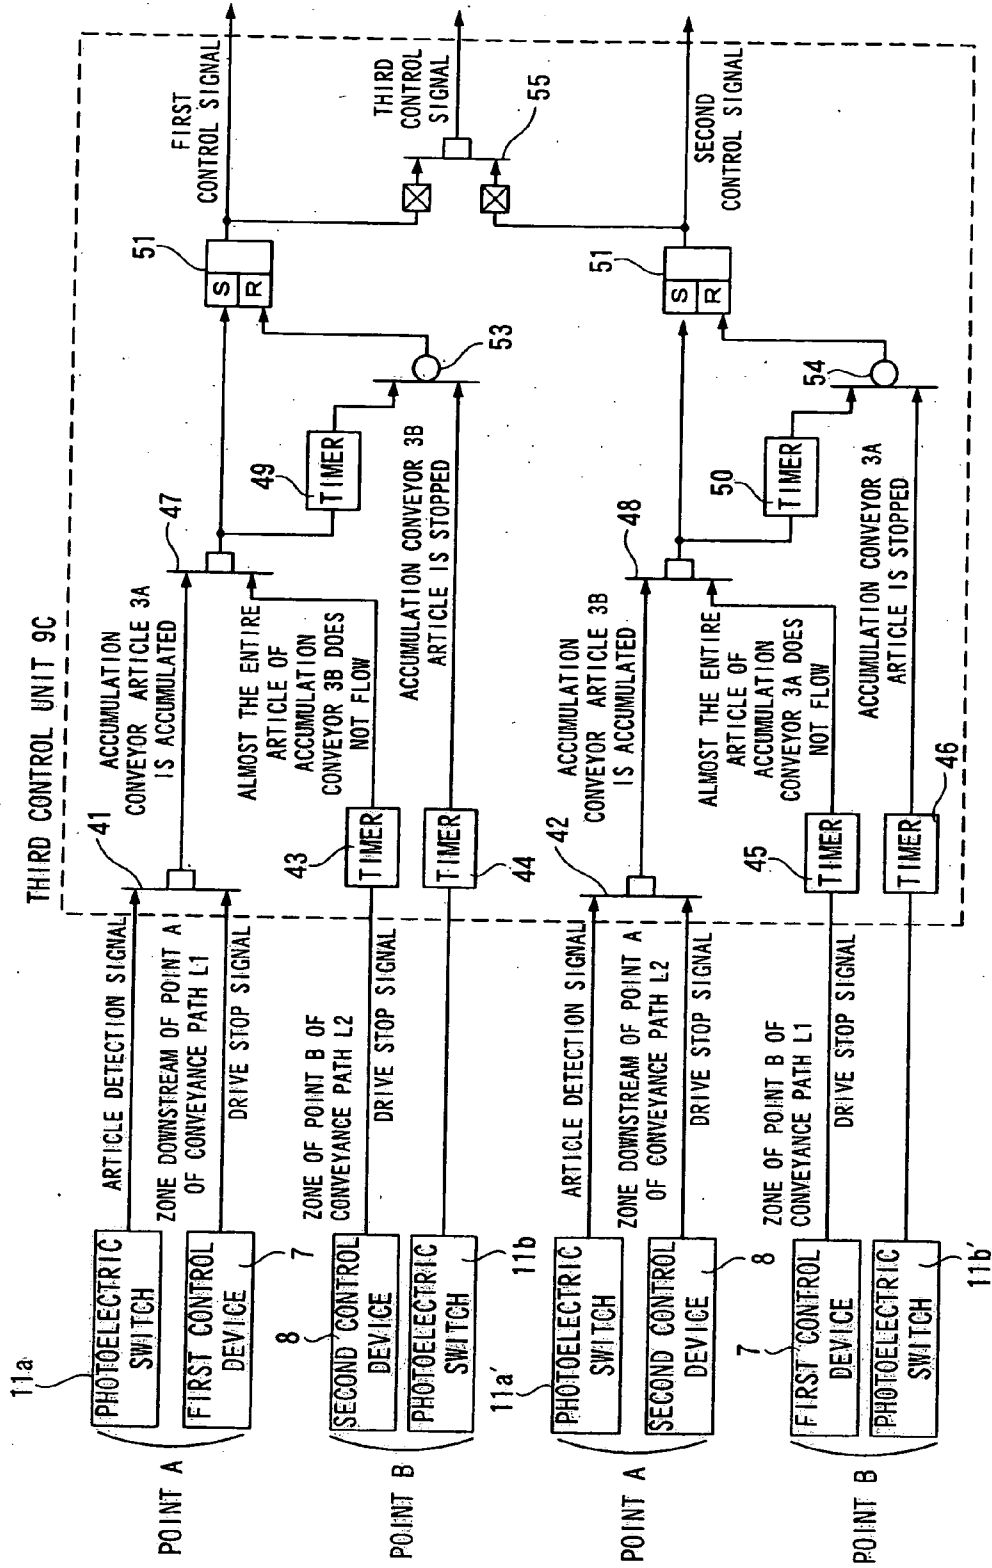 THIRD CONTROL UNIT 9C
POINT A
11a
PHOTOELECTRIC
SWITCH
FIRST CONTROL
DEVICE
7
ARTICLE DETECTION SIGNAL
ZONE DOWNSTREAM OF POINT A
OF CONVEYANCE PATH L1
DRIVE STOP SIGNAL
41
ACCUMULATION
CONVEYOR ARTICLE 3A
IS ACCUMULATED
47
51
S
R
FIRST
CONTROL SIGNAL
POINT B
8
SECOND CONTROL
DEVICE
PHOTOELECTRIC
SWITCH
11b
ZONE OF POINT B OF
CONVEYANCE PATH L2
DRIVE STOP SIGNAL
43
TIMER
TIMER
44
ALMOST THE ENTIRE
ARTICLE OF
ACCUMULATION
CONVEYOR 3B DOES
NOT FLOW
49
TIMER
ACCUMULATION CONVEYOR 3B
ARTICLE IS STOPPED
53
THIRD
CONTROL
SIGNAL
55
POINT A
11a′
PHOTOELECTRIC
SWITCH
SECOND CONTROL
DEVICE
8
ARTICLE DETECTION SIGNAL
ZONE DOWNSTREAM OF POINT A
OF CONVEYANCE PATH L2
DRIVE STOP SIGNAL
42
ACCUMULATION
CONVEYOR ARTICLE 3B
IS ACCUMULATED
48
51
S
R
SECOND
CONTROL SIGNAL
POINT B
7
FIRST CONTROL
DEVICE
PHOTOELECTRIC
SWITCH
11b′
ZONE OF POINT B OF
CONVEYANCE PATH L1
DRIVE STOP SIGNAL
45
TIMER
TIMER
46
ALMOST THE ENTIRE
ARTICLE OF
ACCUMULATION
CONVEYOR 3A DOES
NOT FLOW
50
TIMER
ACCUMULATION CONVEYOR 3A
ARTICLE IS STOPPED
54